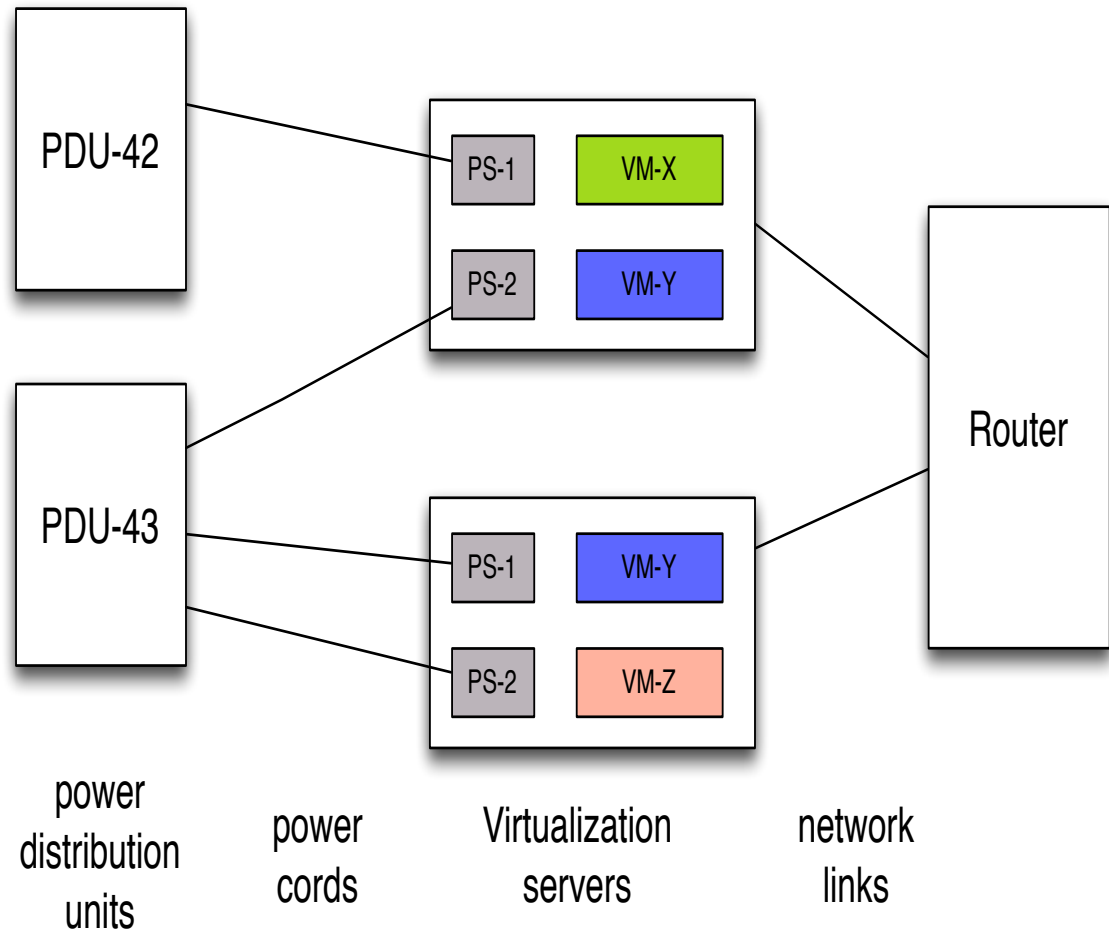 PDU-42
PS-1
VM-X
PS-2
VM-Y
Router
PDU-43
PS-1
VM-Y
PS-2
VM-Z
power
distribution
units
power
cords
Virtualization
servers
network
links